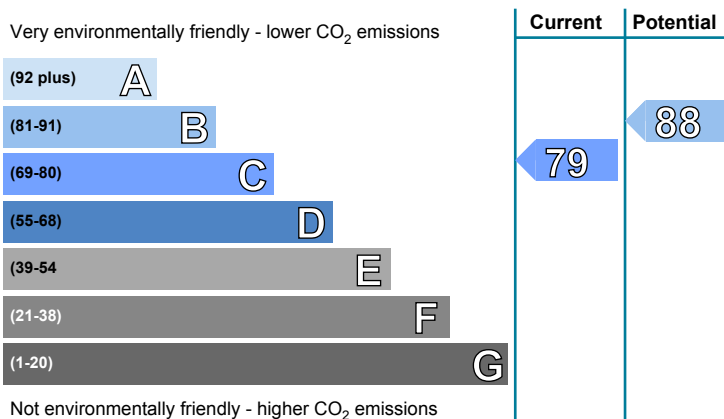 Current Potential
Very environmentally friendly - lower CO2 emissions
(92 plus) A
(81-91) B
88
(69-80) C
79
(55-68) D
(39-54 E
(21-38) F
(1-20) G
Not environmentally friendly - higher CO2 emissions